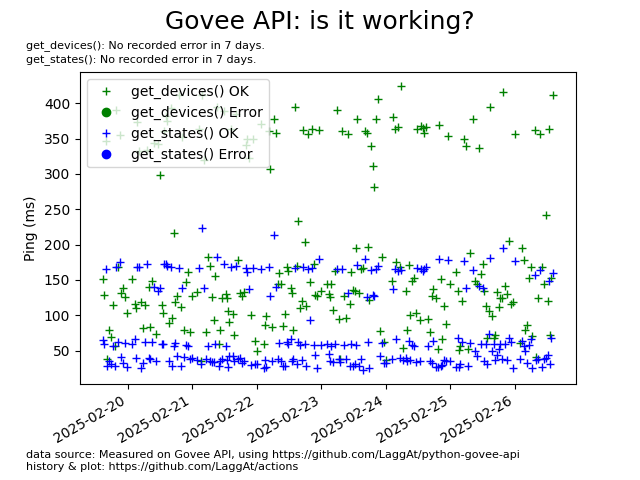 Govee API: is it working?
get_devices(): No recorded error in 7 days.
get_states(): No recorded error in 7 days.
get_devices() OK
get_devices() Error
get_states() OK
get_states() Error
Ping (ms)
400
350
300
250
200
150
100
50
2025-02-20
2025-02-21
2025-02-22
2025-02-23
2025-02-24
2025-02-25
2025-02-26
data source: Measured on Govee API, using https://github.com/LaggAt/python-govee-api
history & plot: https://github.com/LaggAt/actions